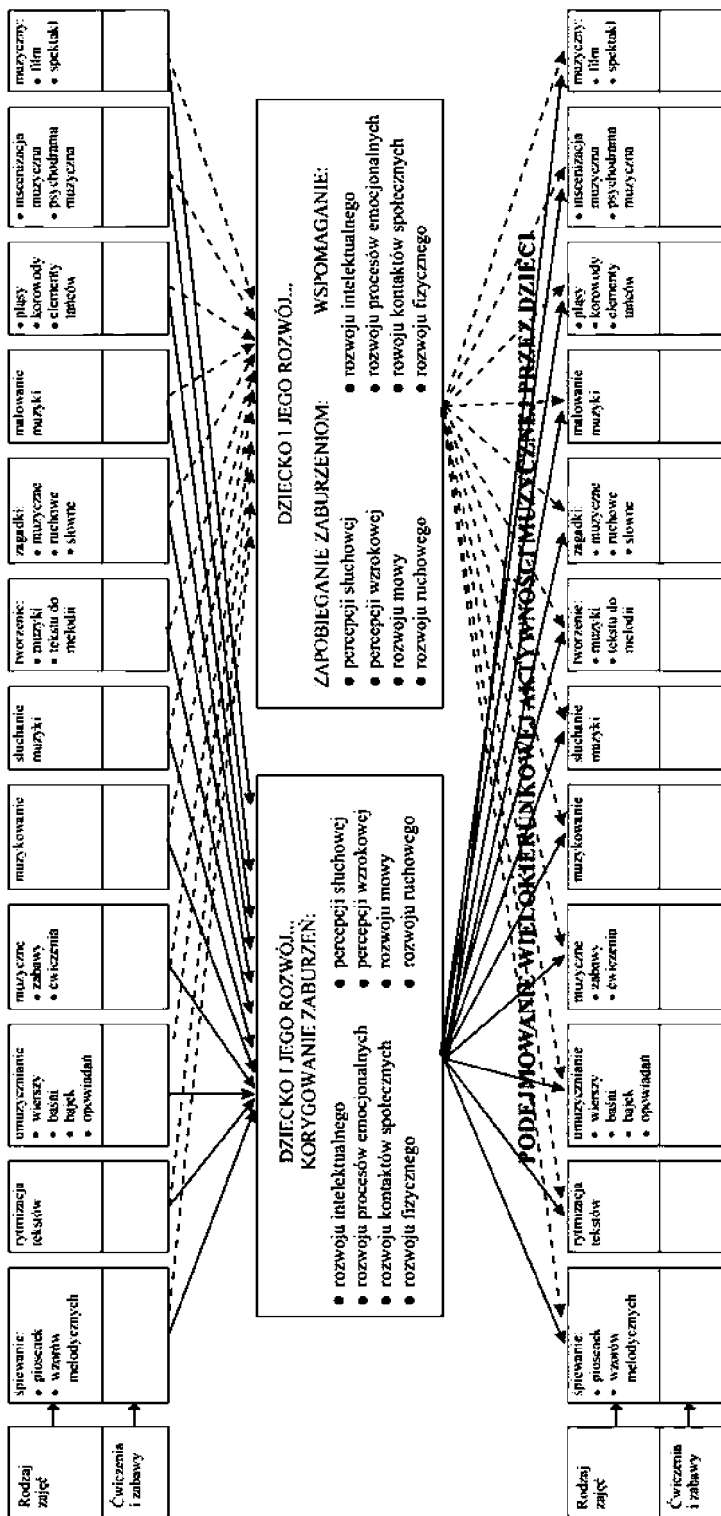 Rodzaj
zajęć
Ćwiczenia
i zabawy
śpiewanie:
• piosenek
• wzorów
melodycznych
rytmizacja
tekstów
umuzycznianie
• wierszy
• baśni
• bajek
• opowiadań
muzyczne
• zabawy
• ćwiczenia
muzykowanie
słuchanie
muzyki
tworzenie:
• muzyki
• tekstu do
melodii
zagadki:
• muzyczne
• ruchowe
• słowne
malowanie
muzyki
• pląsy
• korowody
• elementy
tańców
• inscenizacja
muzyczna
• psychodrama
muzyczna
muzyczny:
• film
• spektakl
DZIECKO I JEGO ROZWÓJ...
KORYGOWANIE ZABURZEŃ:
• rozwoju intelektualnego
• rozwoju procesów emocjonalnych
• rozwoju kontaktów społecznych
• rozwoju fizycznego
• percepcji słuchowej
• percepcji wzrokowej
• rozwoju mowy
• rozwoju ruchowego
DZIECKO I JEGO ROZWÓJ...
ZAPOBIEGANIE ZABURZENIOM:
• percepcji słuchowej
• percepcji wzrokowej
• rozwoju mowy
• rozwoju ruchowego
WSPOMAGANIE:
• rozwoju intelektualnego
• rozwoju procesów emocjonalnych
• rowoju kontaktów społecznych
• rozwoju fizycznego
PODEJMOWANIE WIELOKIERUNKOWEJ AKTYWNOŚCI MUZYCZNEJ PRZEZ DZIECI
Rodzaj
zajęć
Ćwiczenia
i zabawy
śpiewanie:
• piosenek
• wzorów
melodycznych
rytmizacja
tekstów
umuzycznianie
• wierszy
• baśni
• bajek
• opowiadań
muzyczne
• zabawy
• ćwiczenia
muzykowanie
słuchanie
muzyki
tworzenie:
• muzyki
• tekstu do
melodii
zagadki:
• muzyczne
• ruchowe
• słowne
malowanie
muzyki
• pląsy
• korowody
• elementy
tańców
• inscenizacja
muzyczna
• psychodrama
muzyczna
muzyczny:
• film
• spektakl